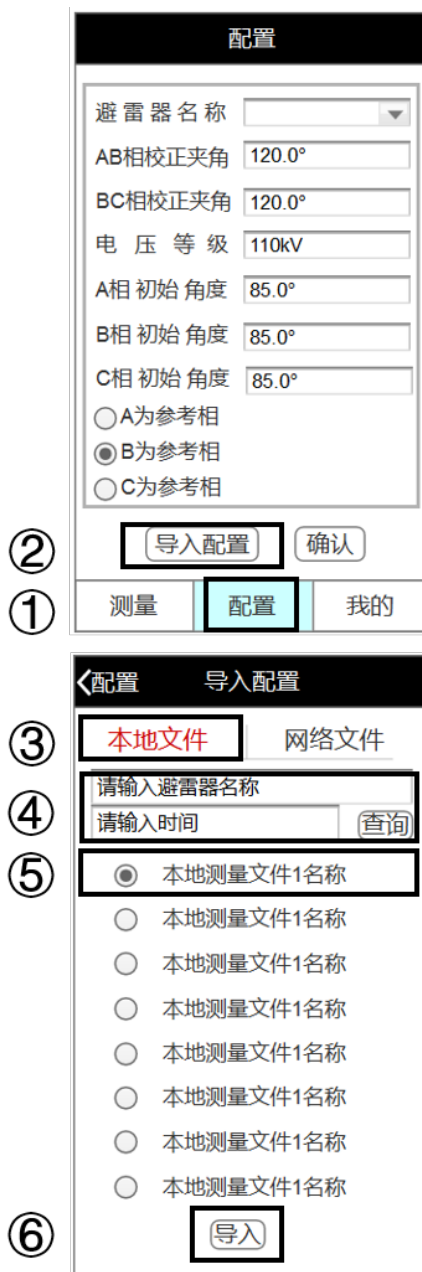 配置
避雷器名称
AB相校正夹角 120.0°
BC相校正夹角 120.0°
电压等级 110kV
A相初始角度 85.0°
B相初始角度 85.0°
C相初始角度 85.0°
A为参考相
B为参考相
C为参考相
② 导入配置 确认
① 测量 配置 我的
配置 导入配置
③ 本地文件 网络文件
请输入避雷器名称
④ 请输入时间 查询
⑤ 本地测量文件1名称
本地测量文件1名称
本地测量文件1名称
本地测量文件1名称
本地测量文件1名称
本地测量文件1名称
本地测量文件1名称
本地测量文件1名称
⑥ 导入